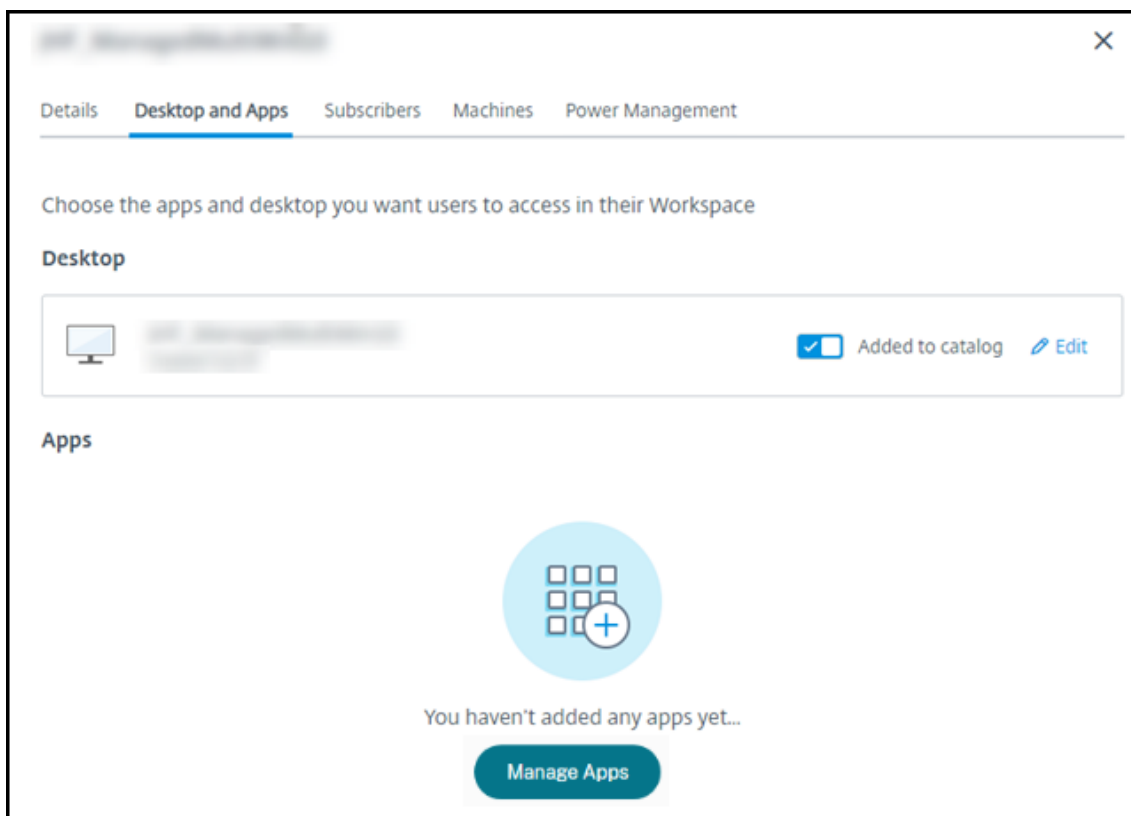 Details Desktop and Apps Subscribers Machines Power Management
Choose the apps and desktop you want users to access in their Workspace
Desktop
Added to catalog Edit
Apps
You haven't added any apps yet...
Manage Apps